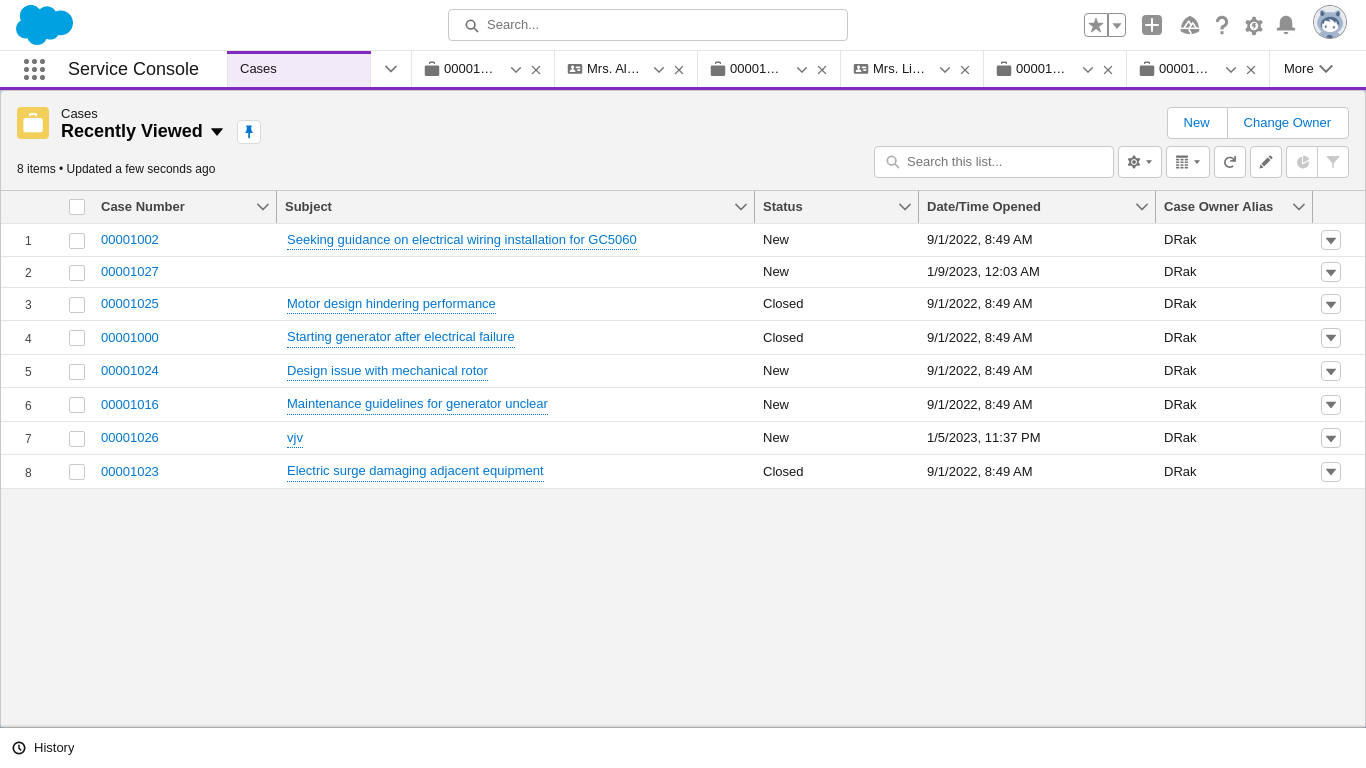 Search...
Service Console
Cases
00001…
Mrs. Al…
00001…
Mrs. Li…
00001…
00001…
More
Cases
Recently Viewed
New
Change Owner
8 items • Updated a few seconds ago
Search this list...
Case Number Subject Status Date/Time Opened Case Owner Alias
1 00001002 Seeking guidance on electrical wiring installation for GC5060 New 9/1/2022, 8:49 AM DRak
2 00001027 New 1/9/2023, 12:03 AM DRak
3 00001025 Motor design hindering performance Closed 9/1/2022, 8:49 AM DRak
4 00001000 Starting generator after electrical failure Closed 9/1/2022, 8:49 AM DRak
5 00001024 Design issue with mechanical rotor New 9/1/2022, 8:49 AM DRak
6 00001016 Maintenance guidelines for generator unclear New 9/1/2022, 8:49 AM DRak
7 00001026 vjv New 1/5/2023, 11:37 PM DRak
8 00001023 Electric surge damaging adjacent equipment Closed 9/1/2022, 8:49 AM DRak
History